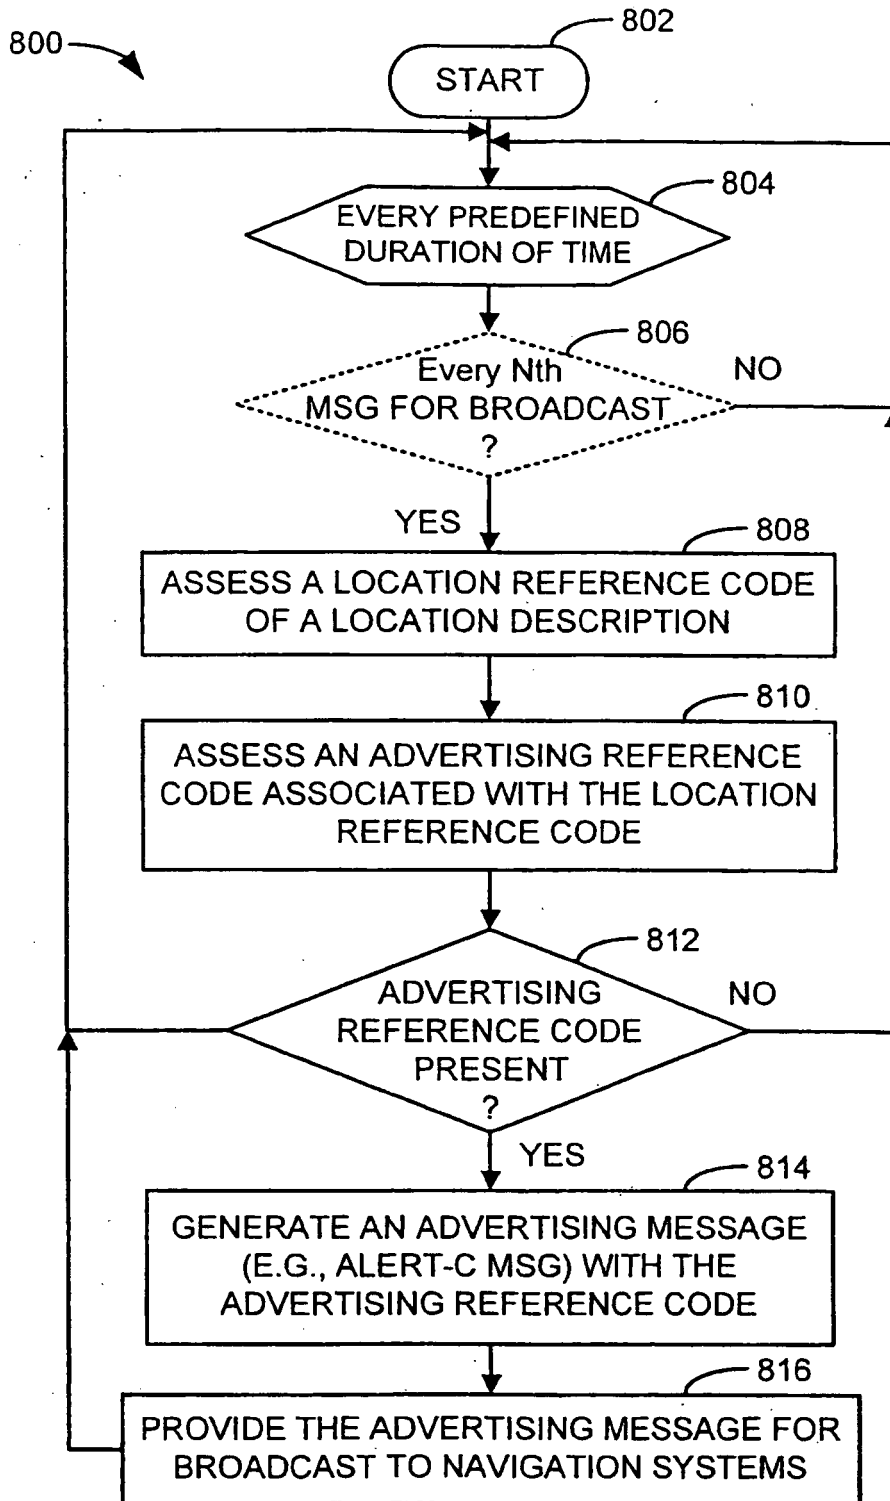 802
800
START
804
EVERY PREDEFINED
DURATION OF TIME
806
Every Nth
MSG FOR BROADCAST
?
NO
YES
808
ASSESS A LOCATION REFERENCE CODE
OF A LOCATION DESCRIPTION
810
ASSESS AN ADVERTISING REFERENCE
CODE ASSOCIATED WITH THE LOCATION
REFERENCE CODE
812
ADVERTISING
REFERENCE CODE
PRESENT
?
NO
YES
814
GENERATE AN ADVERTISING MESSAGE
(E.G., ALERT-C MSG) WITH THE
ADVERTISING REFERENCE CODE
816
PROVIDE THE ADVERTISING MESSAGE FOR
BROADCAST TO NAVIGATION SYSTEMS